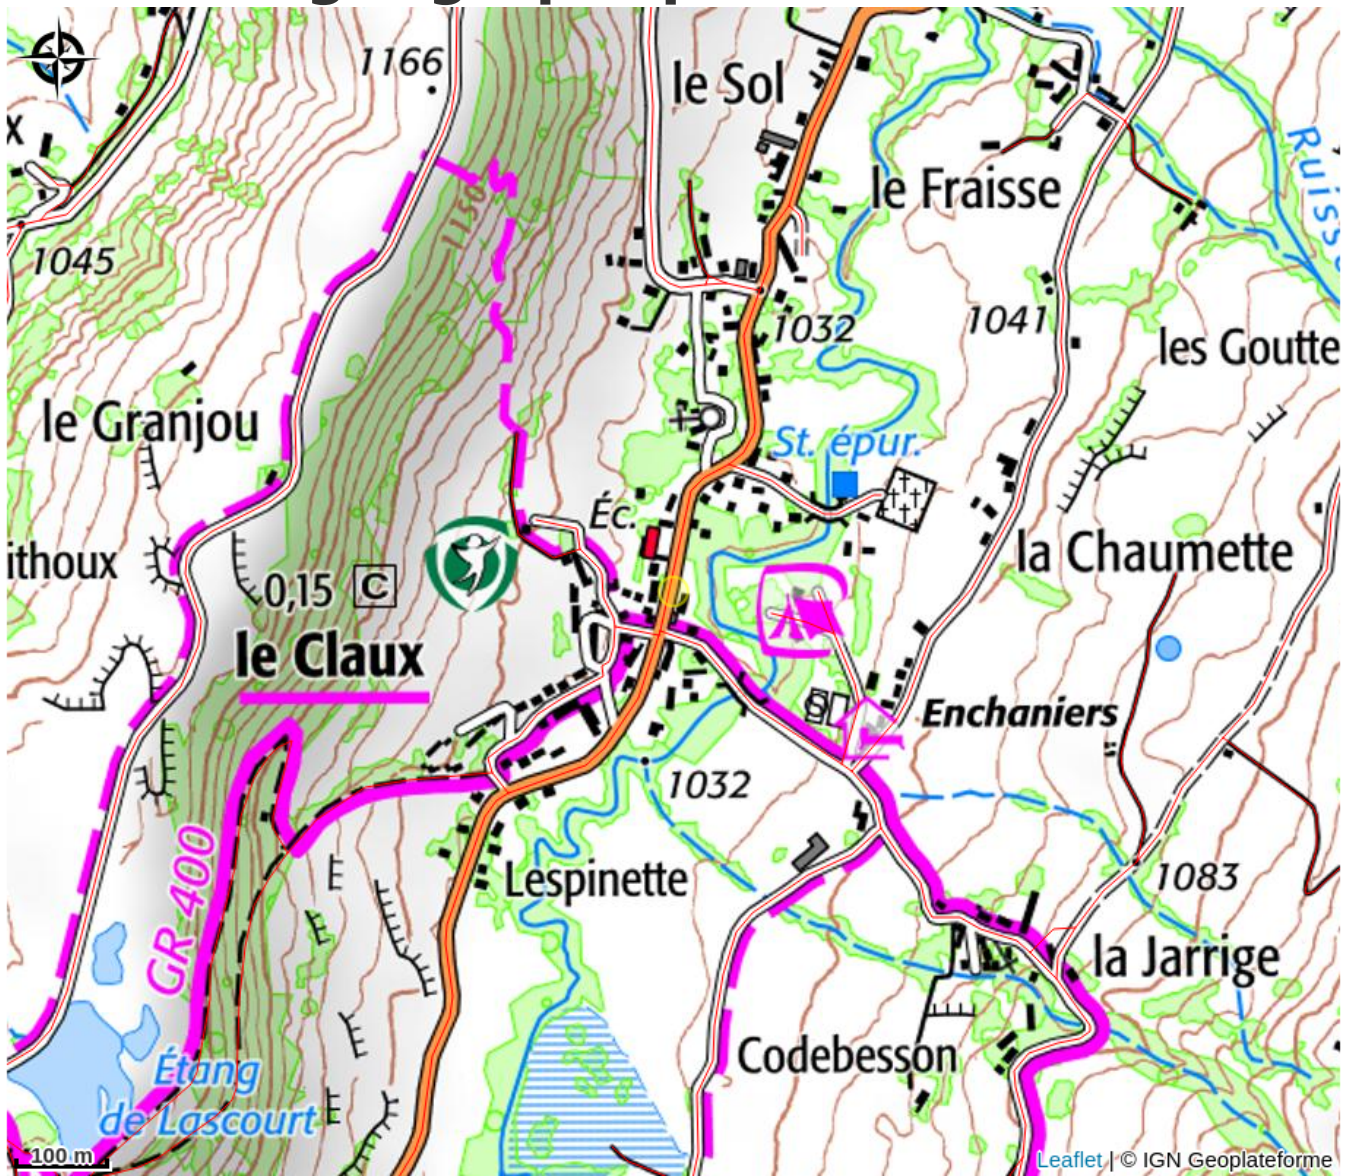 1166
le Sol
x
Ruiss
le Fraisse
1045
1150
1041
1032
les Goutte
le Granjou
St. épur.
Éc.
la Chaumette
ithoux
0,15 C
le Claux
Enchaniers
1032
GR 400
Lespinette
1083
la Jarrige
Codebesson
Étang
de Lascourt
100 m
Leaflet | © IGN Geoplateforme